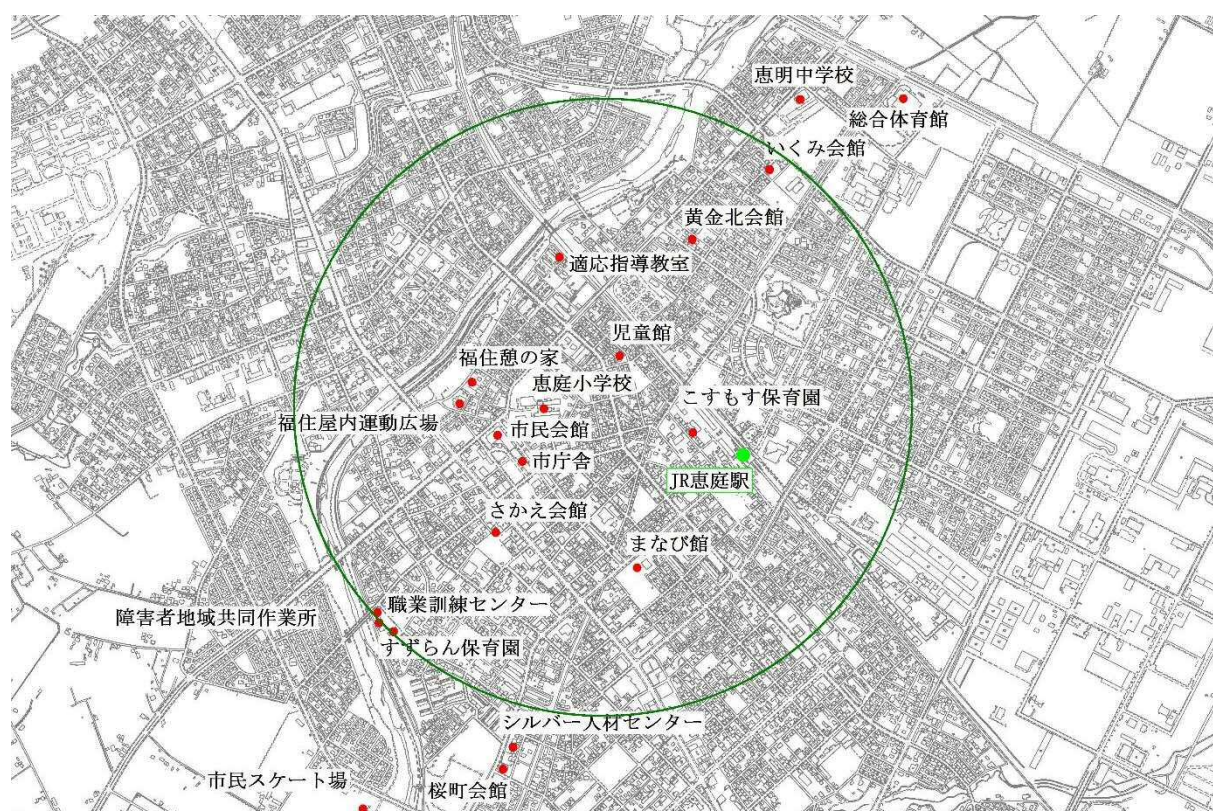 恵明中学校
総合体育館
いくみ会館
黄金北会館
適応指導教室
児童館
福住憩の家
恵庭小学校
こすもす保育園
福住屋内運動広場
市民会館
市庁舎
JR恵庭駅
さかえ会館
まなび館
職業訓練センター
障害者地域共同作業所
すずらん保育園
シルバー人材センター
市民スケート場
桜町会館